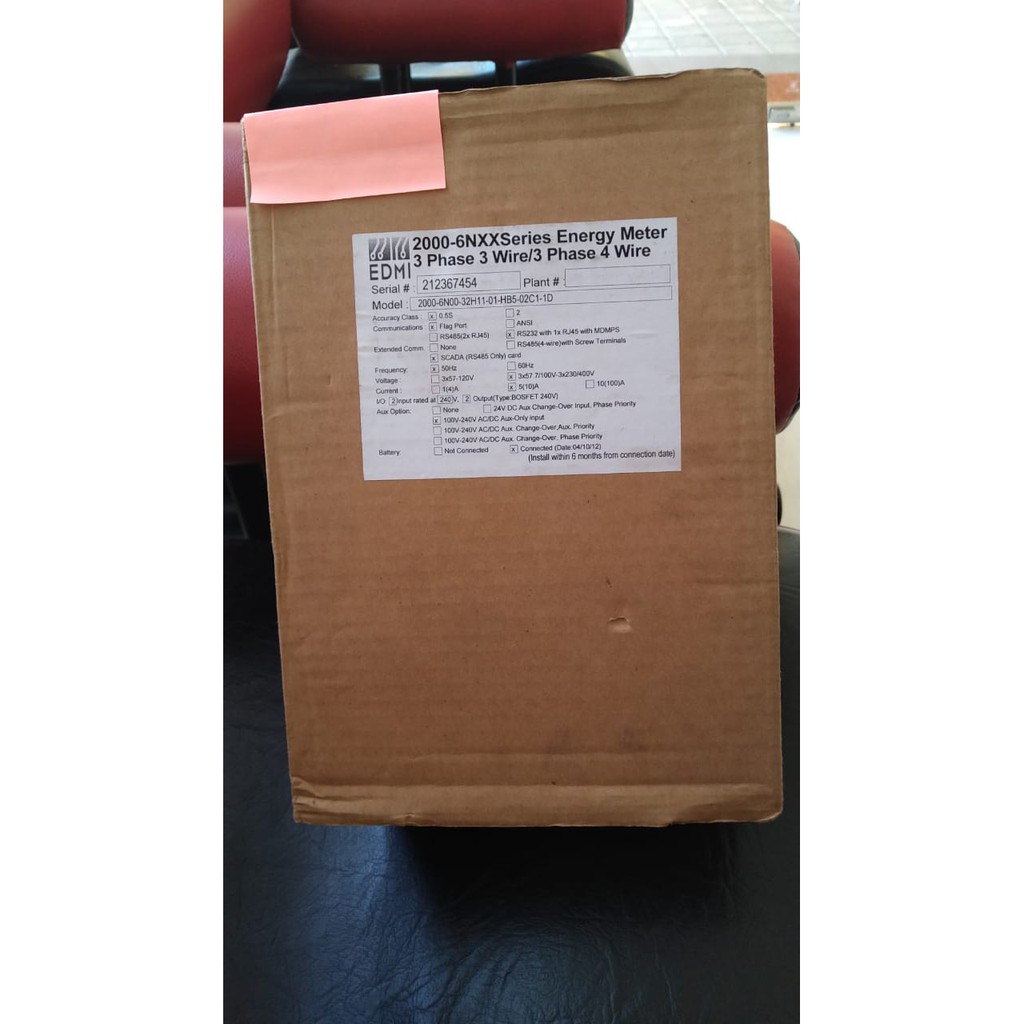 EDMI
2000-6NXXSeries Energy Meter
3 Phase 3 Wire/3 Phase 4 Wire
Serial # : 212367454 Plant # :
Model : 2000-6N00-32H11-01-HB5-02C1-1D
Accuracy Class : x 0.5S 2
Communications : x Flag Port ANSI
RS485(2x RJ45) x RS232 with 1x RJ45 with MDMPS
Extended Comm. None RS485(4-wire)with Screw Terminals
x SCADA (RS485 Only) card
Frequency: x 50Hz 60Hz
Voltage 3x57-120V x 3x57.7/100V-3x230/400V
Current : 1(4)A x 5(10)A 10(100)A
I/O: 2 Input rated at 240 V, 2 Output(Type:BOSFET 240V)
Aux Option: None 24V DC Aux Change-Over Input, Phase Priority
x 100V-240V AC/DC Aux-Only input
100V-240V AC/DC Aux. Change-Over,Aux. Priority
100V-240V AC/DC Aux. Change-Over. Phase Priority
Battery: Not Connected x Connected (Date:04/10/12)
(Install within 6 months from connection date)